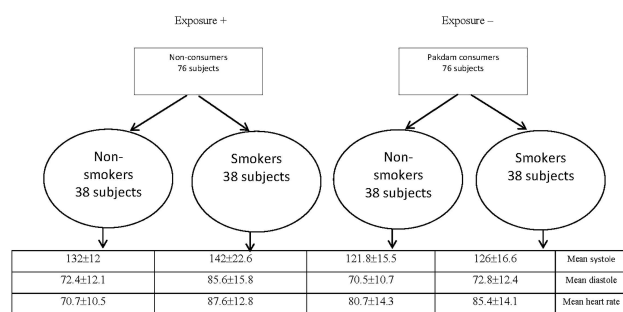 Exposure +
Exposure –
Non-consumers
76 subjects
Pakdam consumers
76 subjects
Non-
smokers
38 subjects
Smokers
38 subjects
Non-
smokers
38 subjects
Smokers
38 subjects
132±12 142±22.6 121.8±15.5 126±16.6 Mean systole
72.4±12.1 85.6±15.8 70.5±10.7 72.8±12.4 Mean diastole
70.7±10.5 87.6±12.8 80.7±14.3 85.4±14.1 Mean heart rate